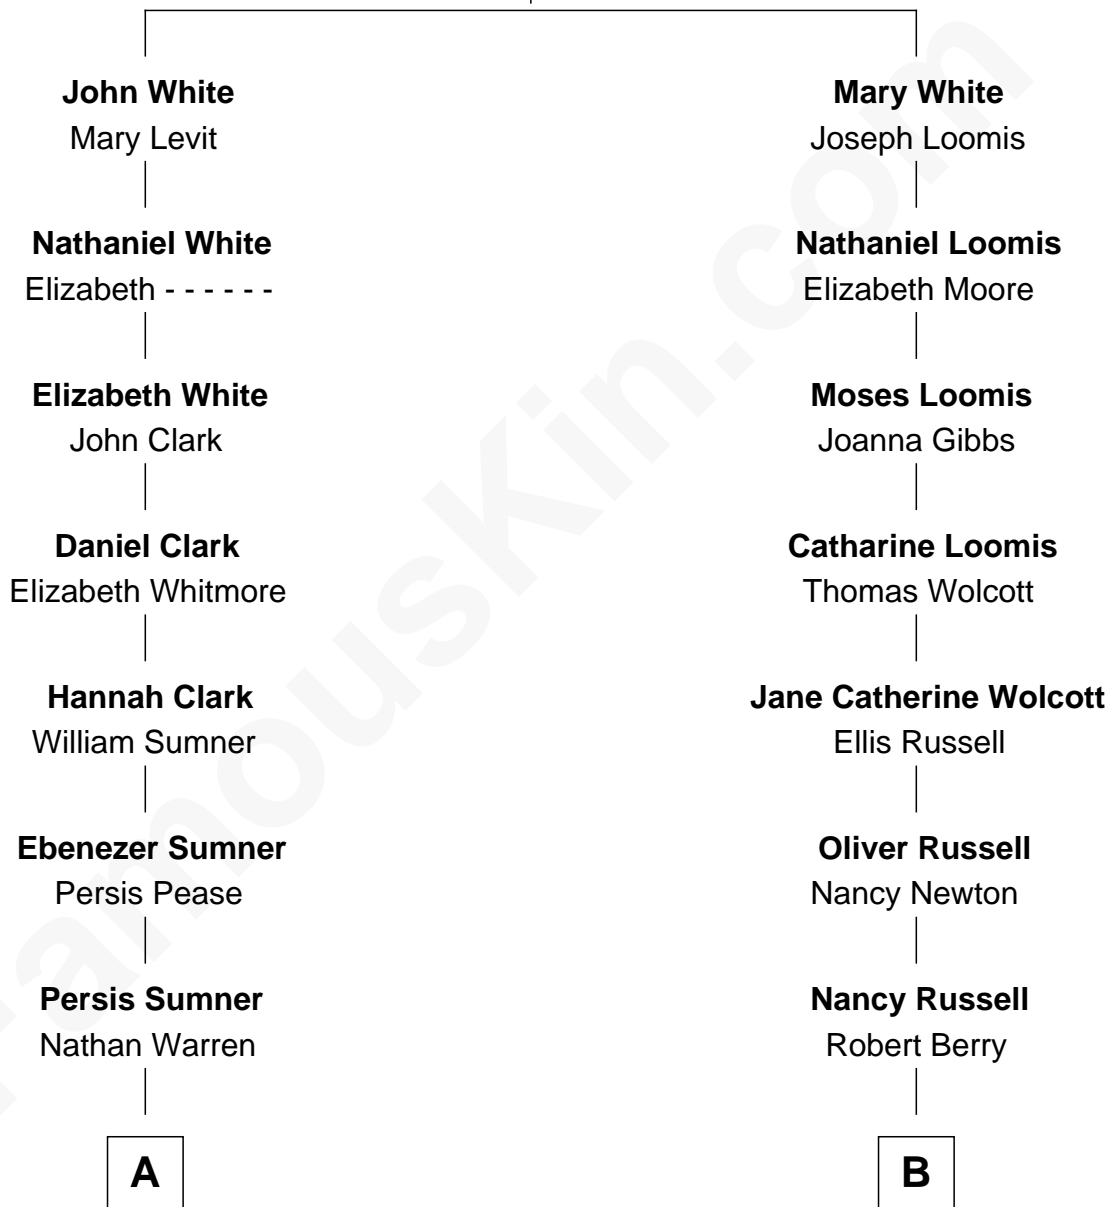 John White
Mary Levit
Nathaniel White
Elizabeth - - - - - -
Elizabeth White
John Clark
Daniel Clark
Elizabeth Whitmore
Hannah Clark
William Sumner
Ebenezer Sumner
Persis Pease
Persis Sumner
Nathan Warren
A
Mary White
Joseph Loomis
Nathaniel Loomis
Elizabeth Moore
Moses Loomis
Joanna Gibbs
Catharine Loomis
Thomas Wolcott
Jane Catherine Wolcott
Ellis Russell
Oliver Russell
Nancy Newton
Nancy Russell
Robert Berry
B
FamousKin.com